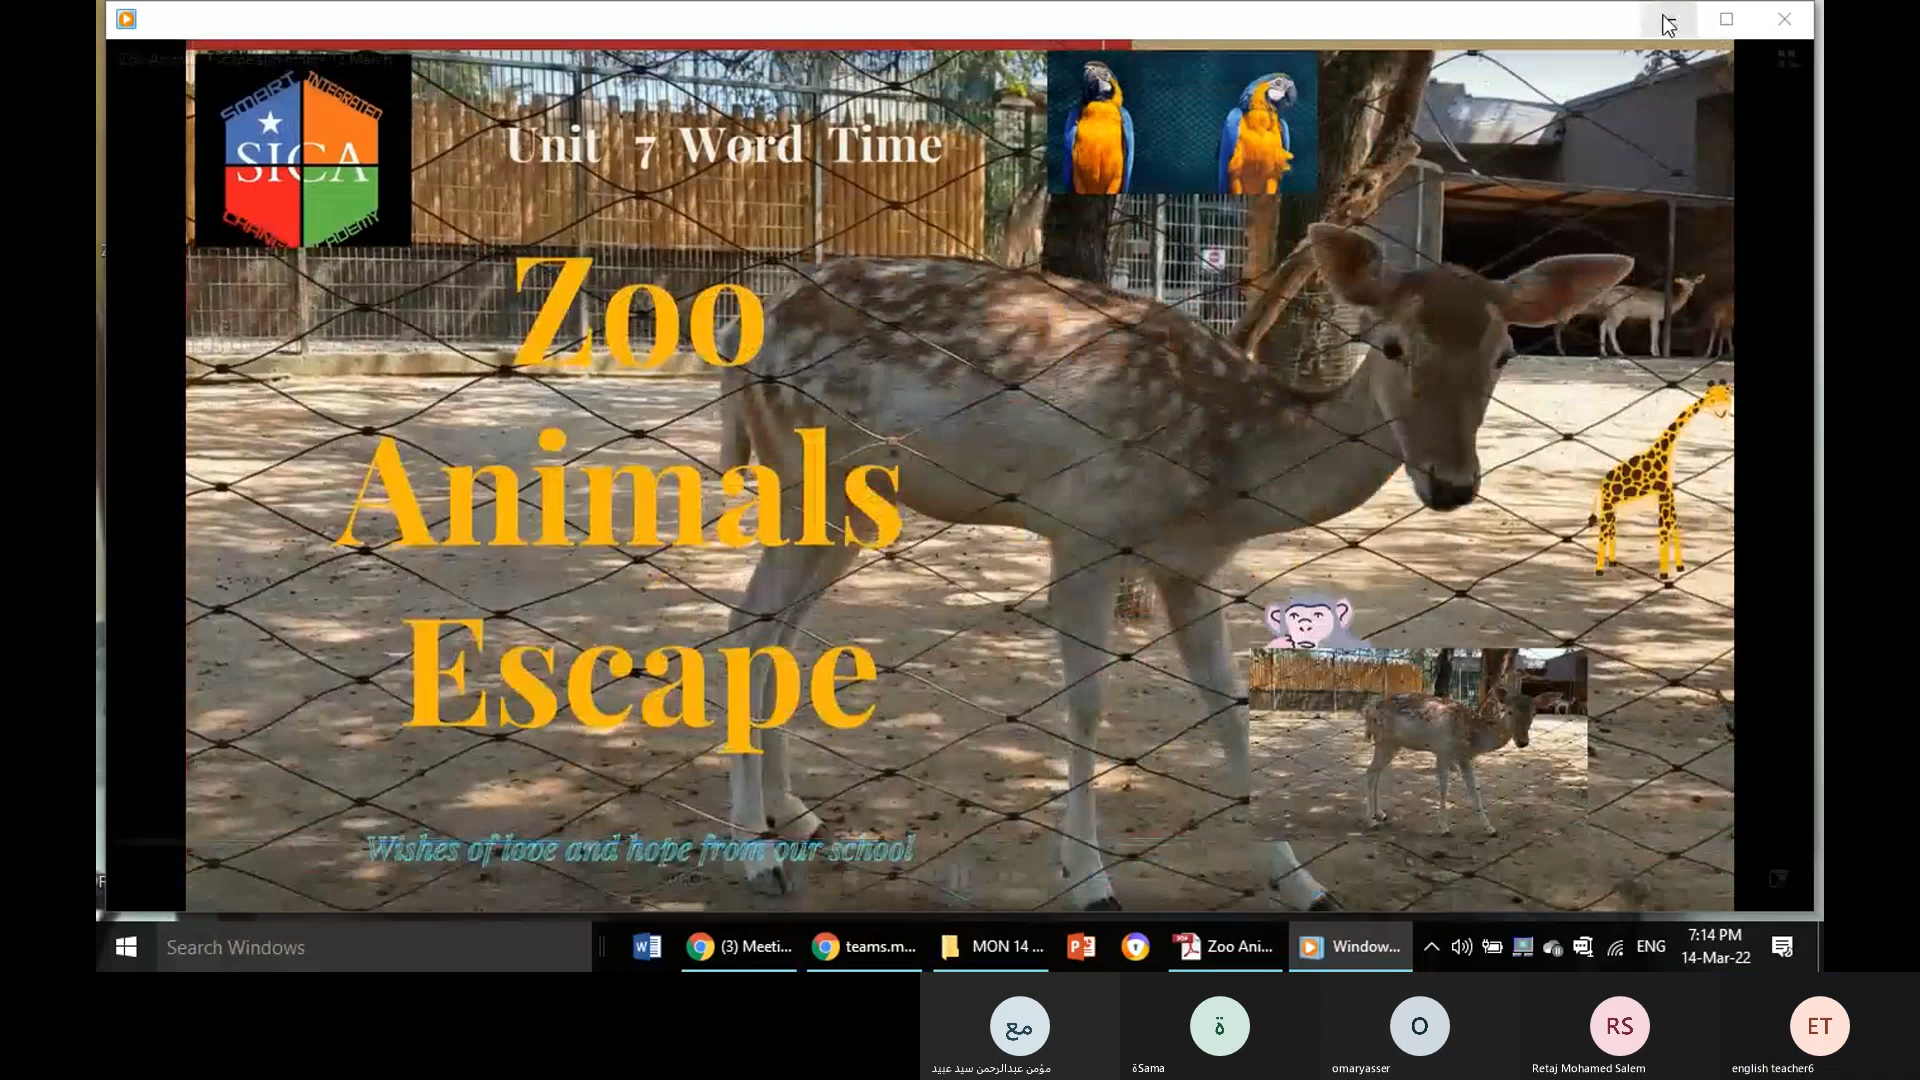 SMART INTEGRATED
SICA
Unit 7 Word Time
Zoo
Animals
Escape
Wishes of love and hope from our school
Search Windows
(3) Meeti...
teams.m...
MON 14 ...
Zoo Ani...
Window...
ENG
7:14 PM
14-Mar-22
مع
ة
O
RS
ET
مؤمن عبدالرحمن سيد عبيد
ةSama
omaryasser
Retaj Mohamed Salem
english teacher6